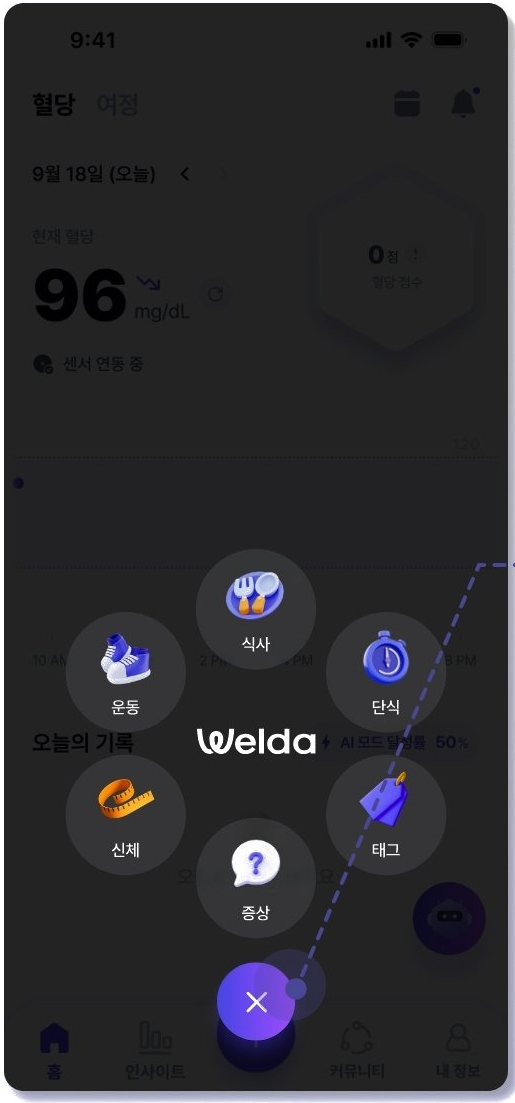 9:41
혈당 여정
9월 18일 (오늘)
현재 혈당
96 mg/dL
0점 !
혈당 점수
센서 연동 중
120
식사
운동
단식
10 AM 2 PM 8 PM
오늘의 기록
Welda
AI 모드 달성률 50%
신체
태그
증상
홈
인사이트
커뮤니티
내 정보